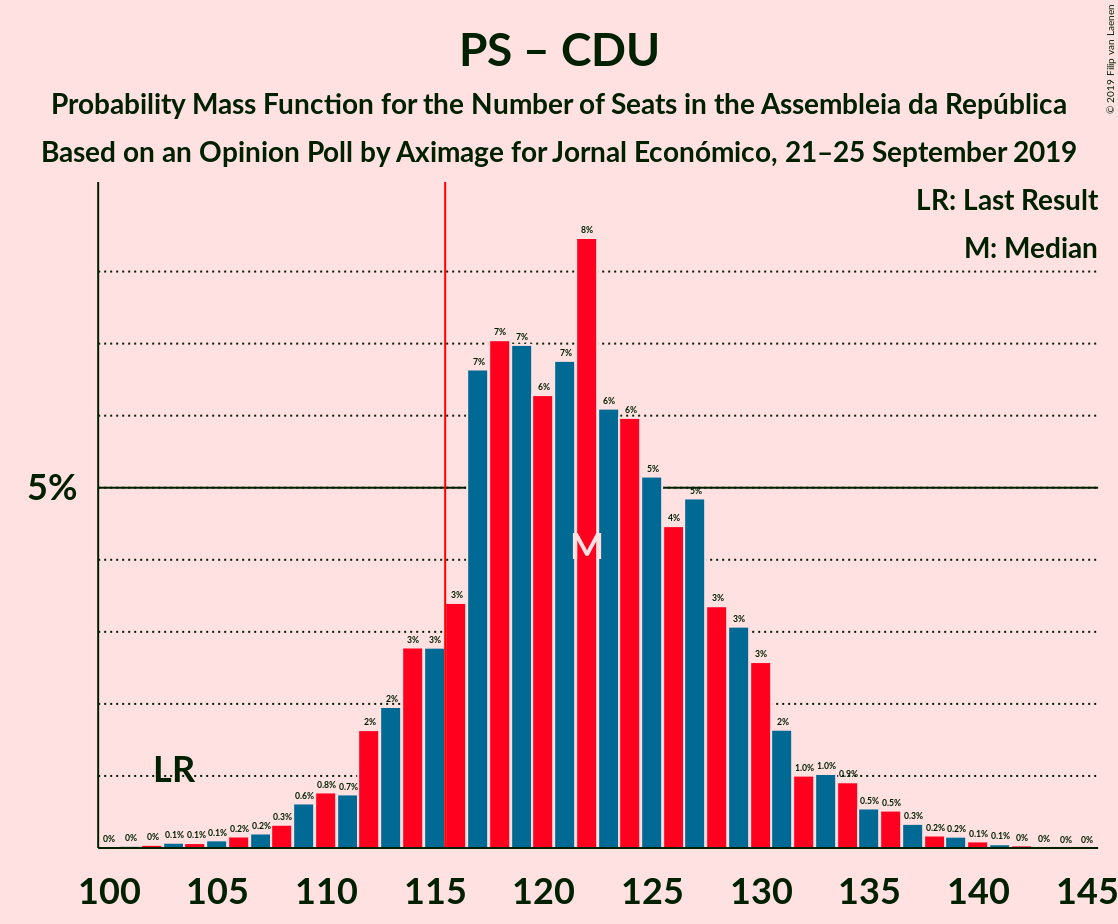 PS – CDU
Probability Mass Function for the Number of Seats in the Assembleia da República
Based on an Opinion Poll by Aximage for Jornal Económico, 21–25 September 2019
© 2019 Filip van Laenen
LR: Last Result
M: Median
5%
LR
M
0% 0% 0% 0.1% 0.1% 0.1% 0.2% 0.2% 0.3% 0.6% 0.8% 0.7% 2% 2% 3% 3% 3% 7% 7% 7% 6% 7% 8% 6% 6% 5% 4% 5% 3% 3% 3% 2% 1.0% 1.0% 0.9% 0.5% 0.5% 0.3% 0.2% 0.2% 0.1% 0.1% 0% 0% 0% 0%
100 105 110 115 120 125 130 135 140 145